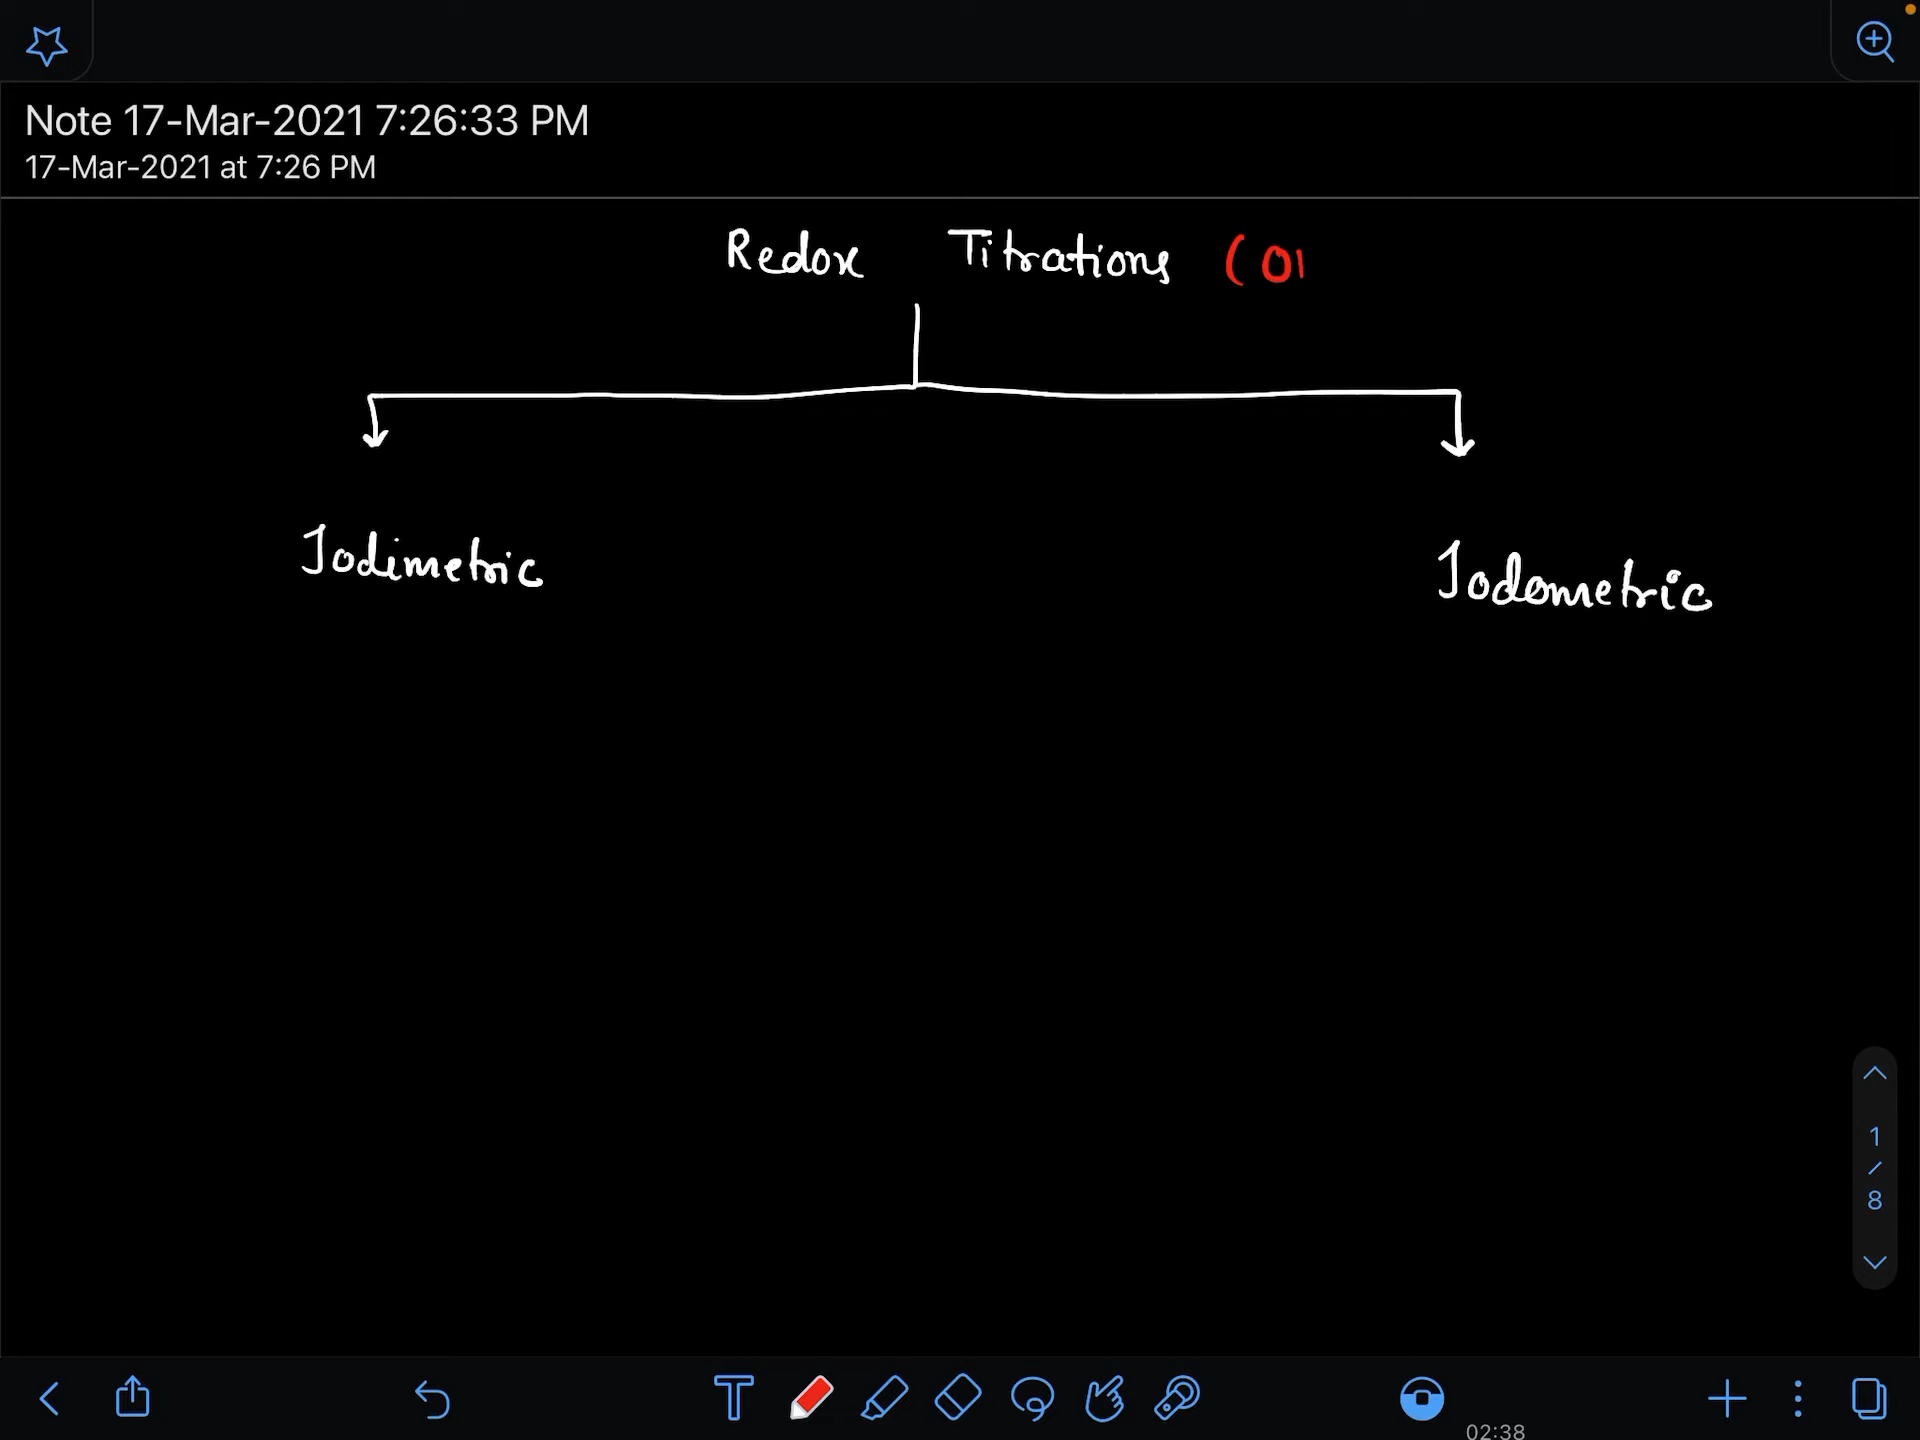 Note 17-Mar-2021 7:26:33 PM
17-Mar-2021 at 7:26 PM
Redox Titrations (01
Iodimetric
Iodometric
1
/
8
T
02:38